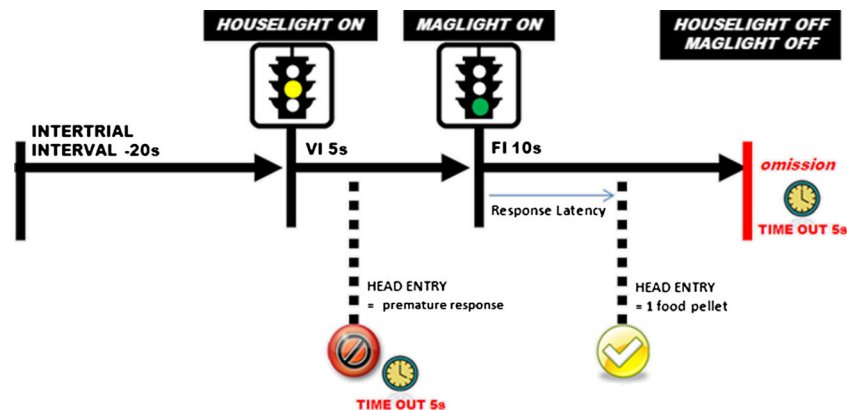 HOUSELIGHT ON
MAGLIGHT ON
HOUSELIGHT OFF
MAGLIGHT OFF
INTERTRIAL
INTERVAL -20s
VI 5s
FI 10s
omission
TIME OUT 5s
Response Latency
HEAD ENTRY
= premature response
HEAD ENTRY
= 1 food pellet
TIME OUT 5s